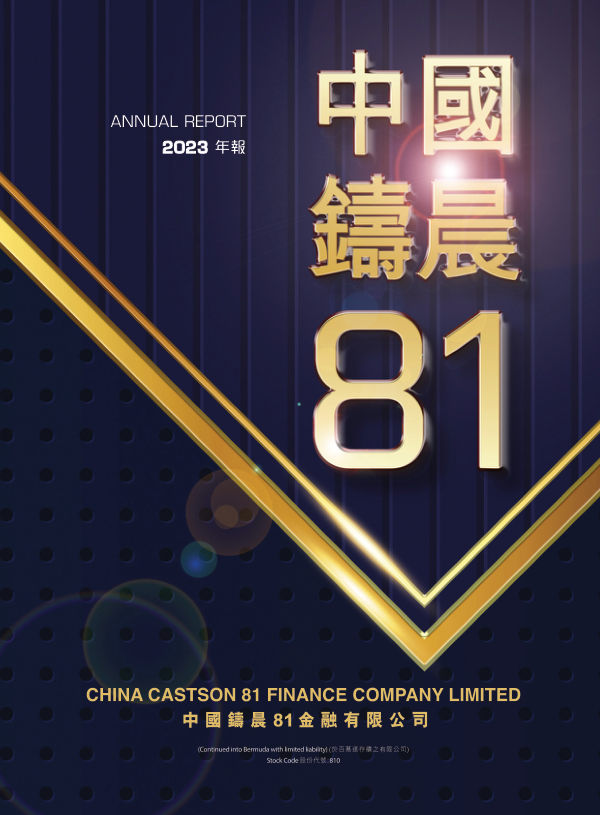 ANNUAL REPORT
2023 年報
中國
鑄晨
81
CHINA CASTSON 81 FINANCE COMPANY LIMITED
中國鑄晨81金融有限公司
(Continued into Bermuda with limited liability) (於百慕達存續之有限公司)
Stock Code 股份代號: 810